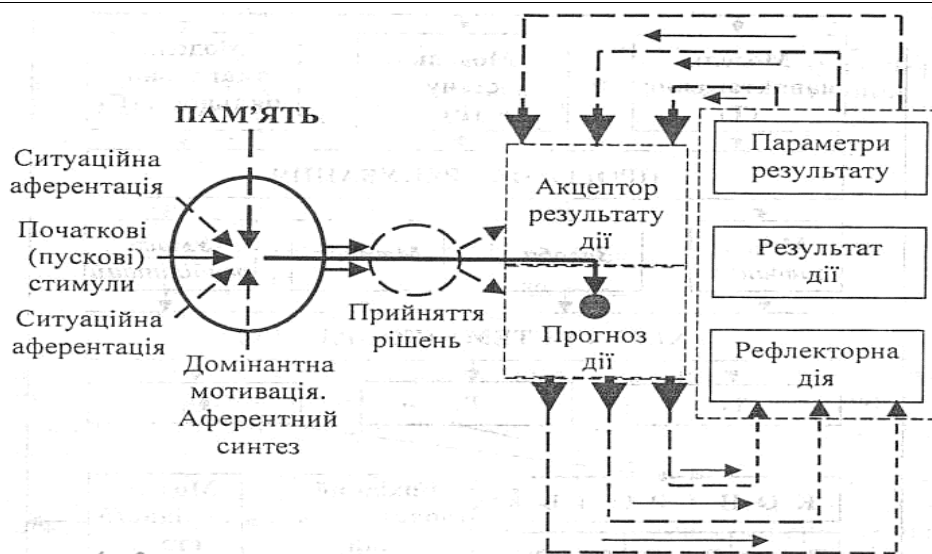 ПАМ’ЯТЬ
Ситуаційна
аферентація
Початкові
(пускові)
стимули
Ситуаційна
аферентація
Домінантна
мотивація.
Аферентний
синтез
Прийняття
рішень
Акцептор
результату
дії
Прогноз
дії
Параметри
результату
Результат
дії
Рефлекторна
дія